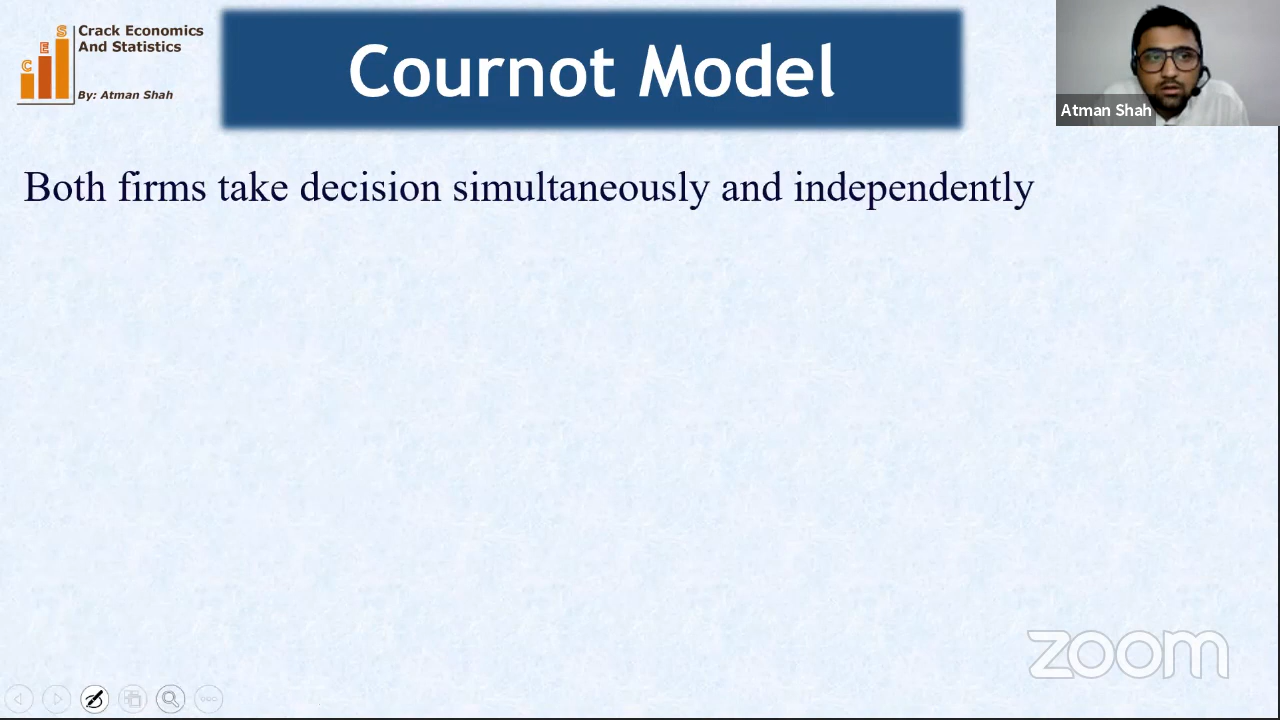 S
E
C
Crack Economics
And Statistics
By: Atman Shah
Cournot Model
Atman Shah
Both firms take decision simultaneously and independently
zoom